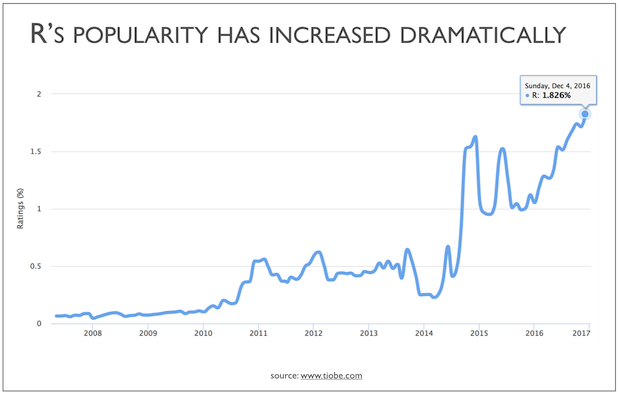 R's POPULARITY HAS INCREASED DRAMATICALLY
Sunday, Dec 4, 2016
R: 1.826%
2
1.5
1
0.5
0
Ratings (%)
2008 2009 2010 2011 2012 2013 2014 2015 2016 2017
source: www.tiobe.com